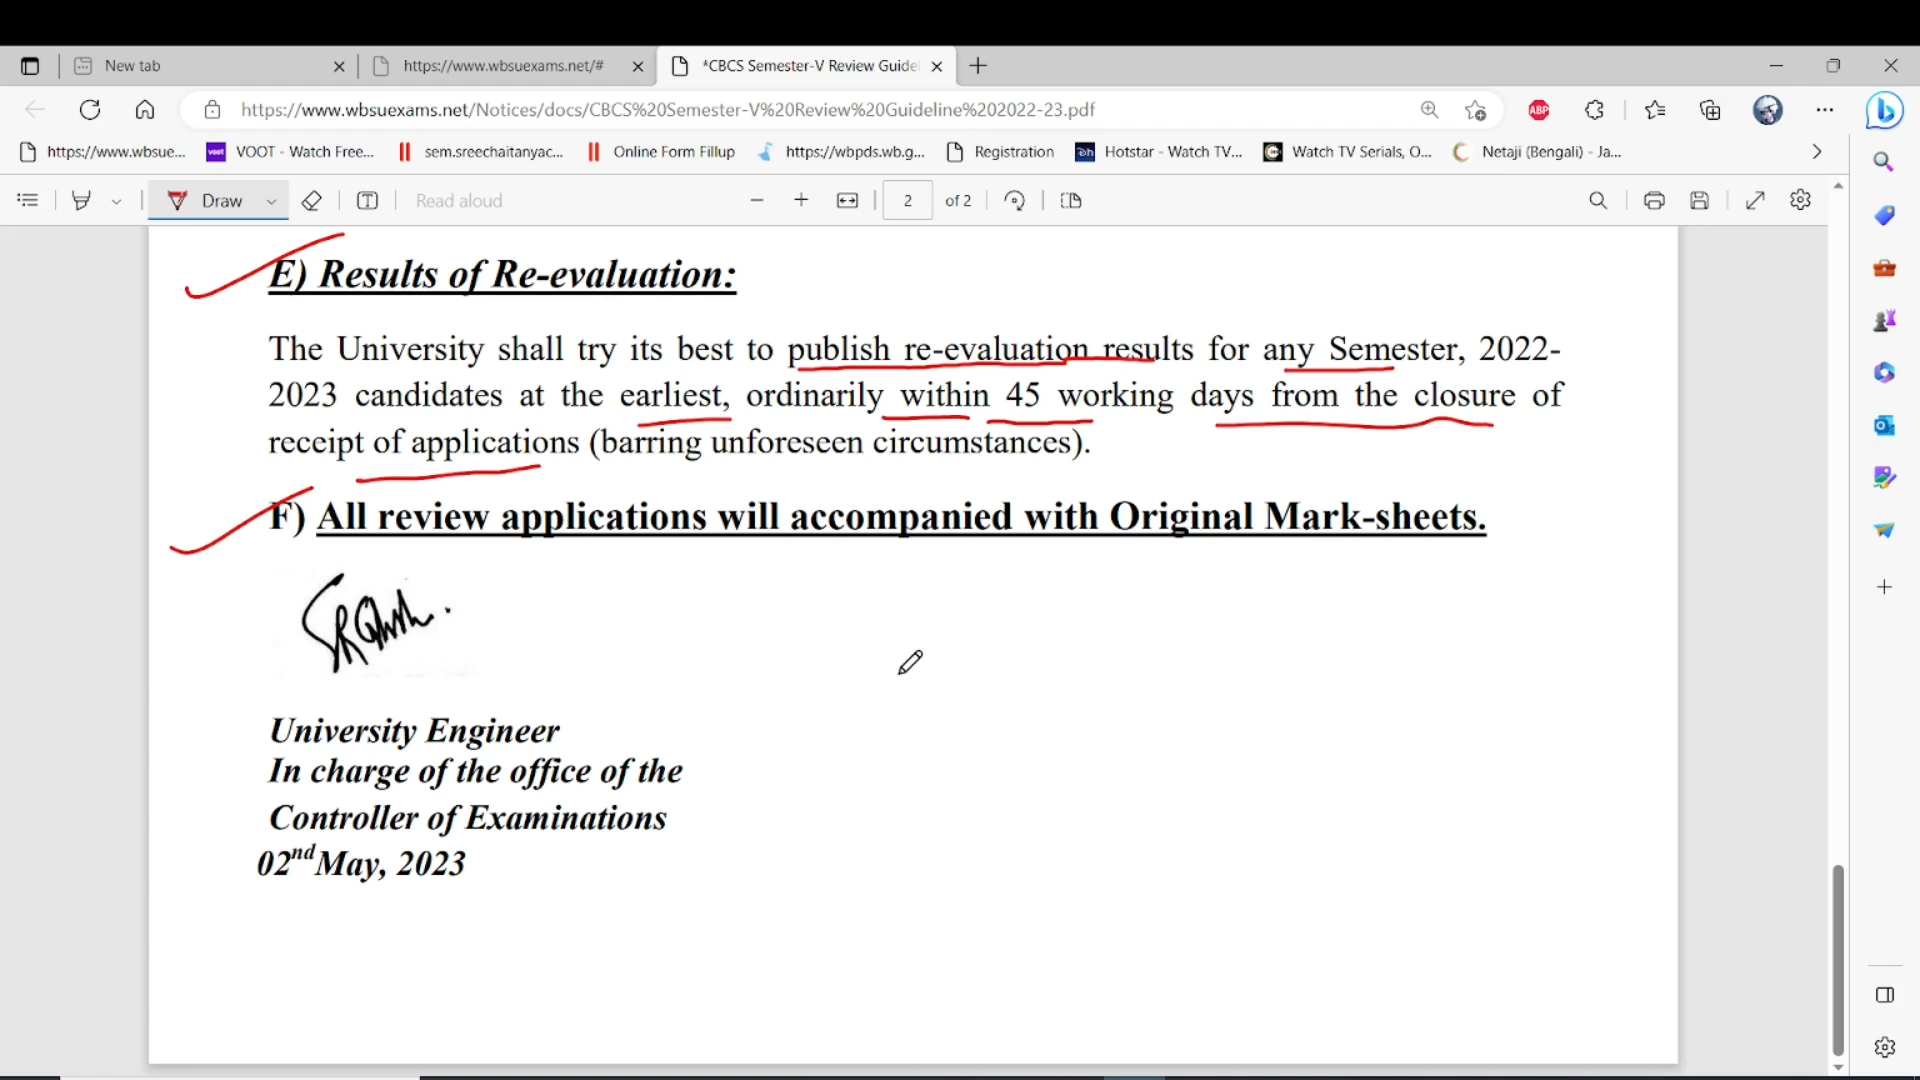 New tab
https://www.wbsuexams.net/#
*CBCS Semester-V Review Guide
https://www.wbsuexams.net/Notices/docs/CBCS%20Semester-V%20Review%20Guideline%202022-23.pdf
ABP
https://www.wbsue... voot VOOT - Watch Free... sem.sreechaitanyac... Online Form Fillup https://wbpds.wb.g... Registration Dh Hotstar - Watch TV... Watch TV Serials, O... Netaji (Bengali) - Ja...
Draw T Read aloud 2 of 2
E) Results of Re-evaluation:
The University shall try its best to publish re-evaluation results for any Semester, 2022-
2023 candidates at the earliest, ordinarily within 45 working days from the closure of
receipt of applications (barring unforeseen circumstances).
F) All review applications will accompanied with Original Mark-sheets.
University Engineer
In charge of the office of the
Controller of Examinations
02nd May, 2023